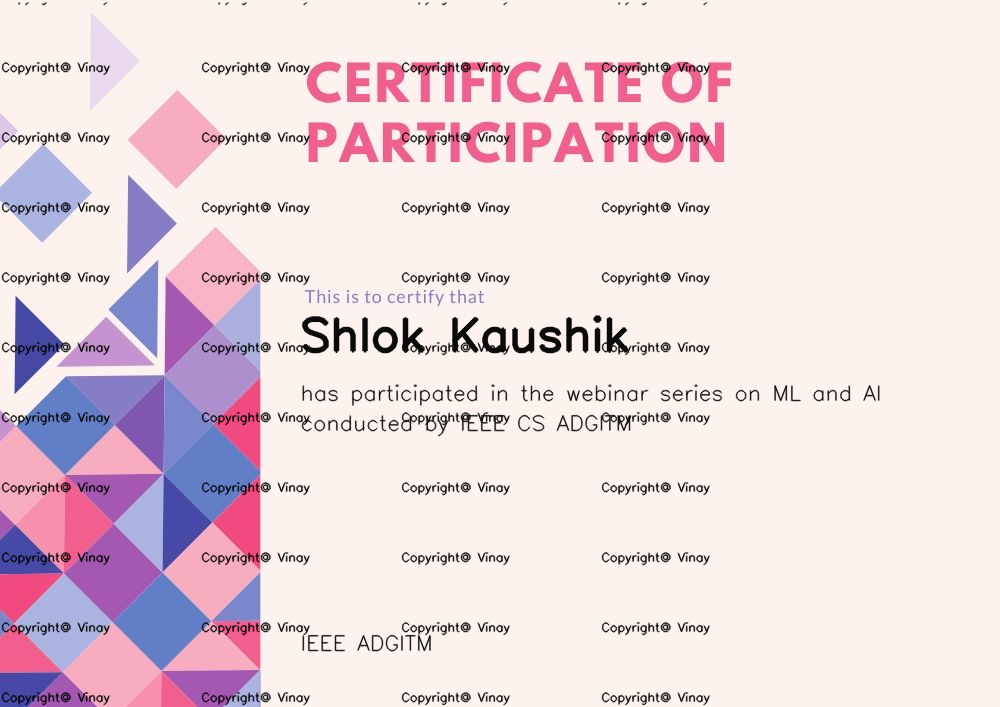 Copyright@ Vinay Copyright@ Vinay Copyright@ Vinay Copyright@ Vinay
CERTIFICATE OF
PARTICIPATION
Copyright@ Vinay Copyright@ Vinay Copyright@ Vinay Copyright@ Vinay
Copyright@ Vinay Copyright@ Vinay Copyright@ Vinay Copyright@ Vinay
Copyright@ Vinay Copyright@ Vinay Copyright@ Vinay Copyright@ Vinay
This is to certify that
Shlok Kaushik
Copyright@ Vinay Copyright@ Vinay Copyright@ Vinay Copyright@ Vinay
has participated in the webinar series on ML and AI
Copyright@ Vinay Copyright@ Vinay Copyright@ Vinay Copyright@ Vinay
conducted by IEEE CS ADGITM
Copyright@ Vinay Copyright@ Vinay Copyright@ Vinay Copyright@ Vinay
Copyright@ Vinay Copyright@ Vinay Copyright@ Vinay Copyright@ Vinay
Copyright@ Vinay Copyright@ Vinay Copyright@ Vinay Copyright@ Vinay
IEEE ADGITM
Copyright@ Vinay Copyright@ Vinay Copyright@ Vinay Copyright@ Vinay